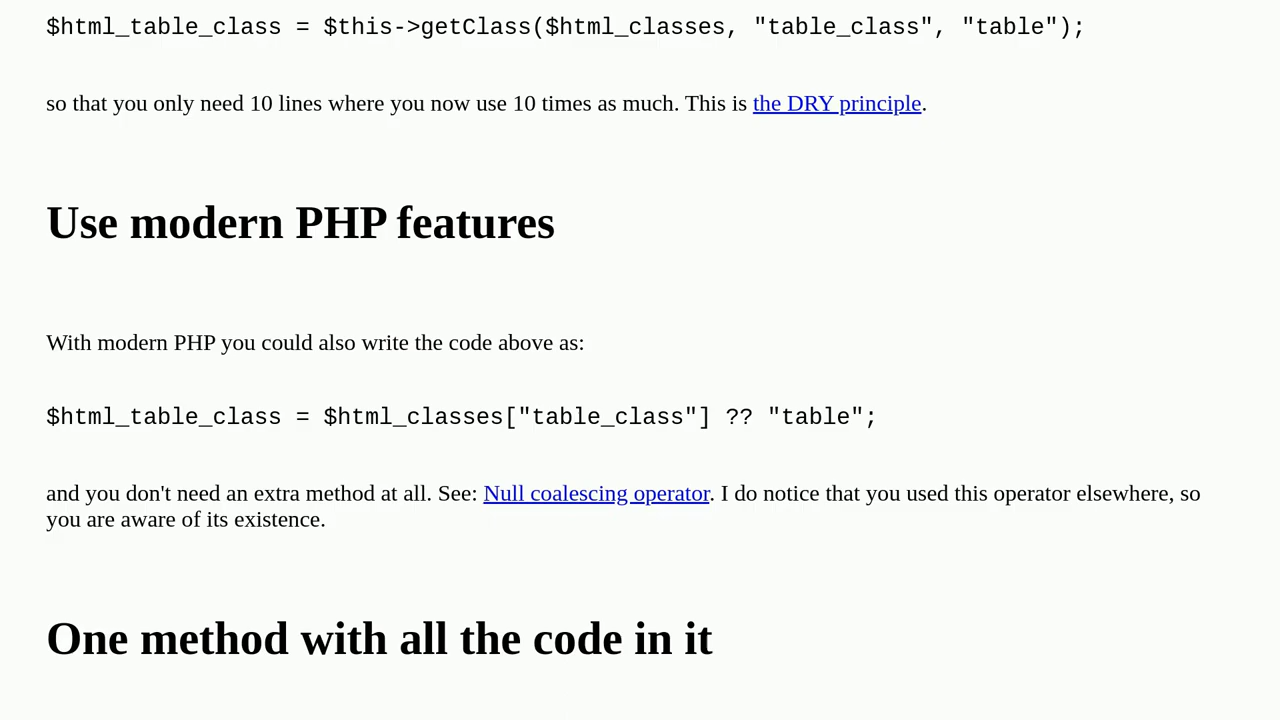 $html_table_class = $this->getClass($html_classes, "table_class", "table");
so that you only need 10 lines where you now use 10 times as much. This is the DRY principle.
Use modern PHP features
With modern PHP you could also write the code above as:
$html_table_class = $html_classes["table_class"] ?? "table";
and you don't need an extra method at all. See: Null coalescing operator. I do notice that you used this operator elsewhere, so
you are aware of its existence.
One method with all the code in it